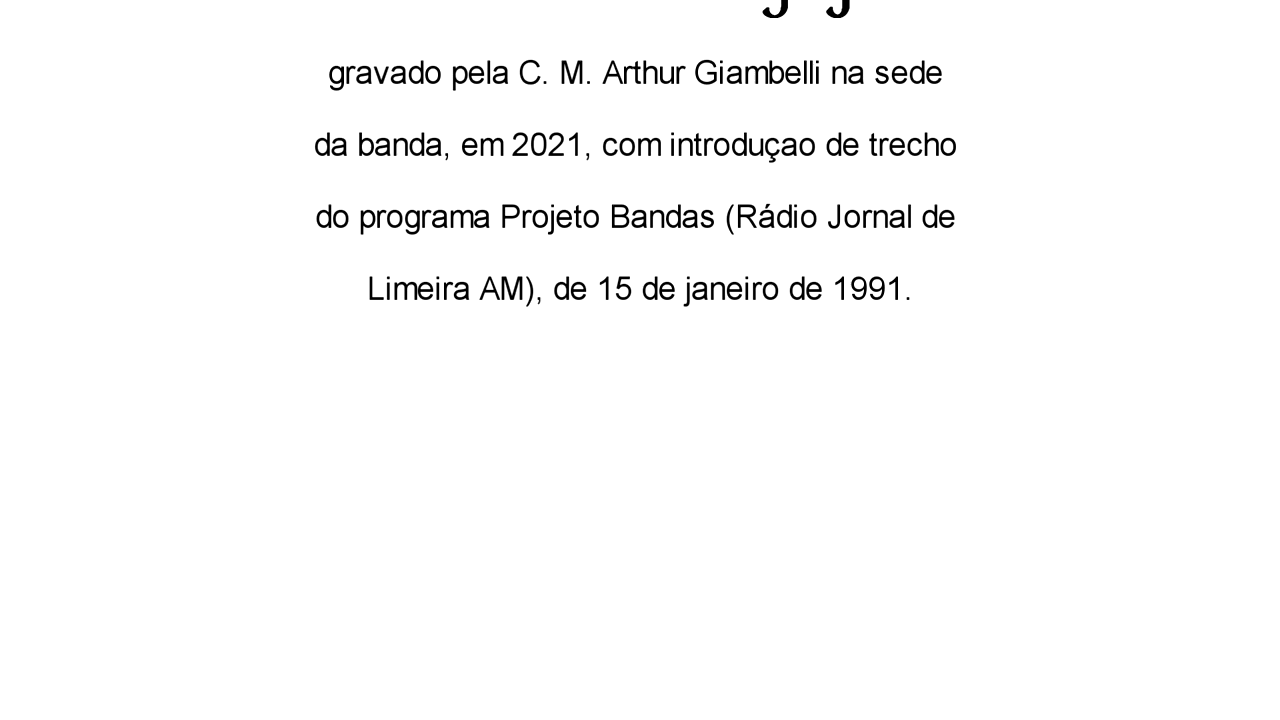 gravado pela C. M. Arthur Giambelli na sede
da banda, em 2021, com introduçao de trecho
do programa Projeto Bandas (Rádio Jornal de
Limeira AM), de 15 de janeiro de 1991.